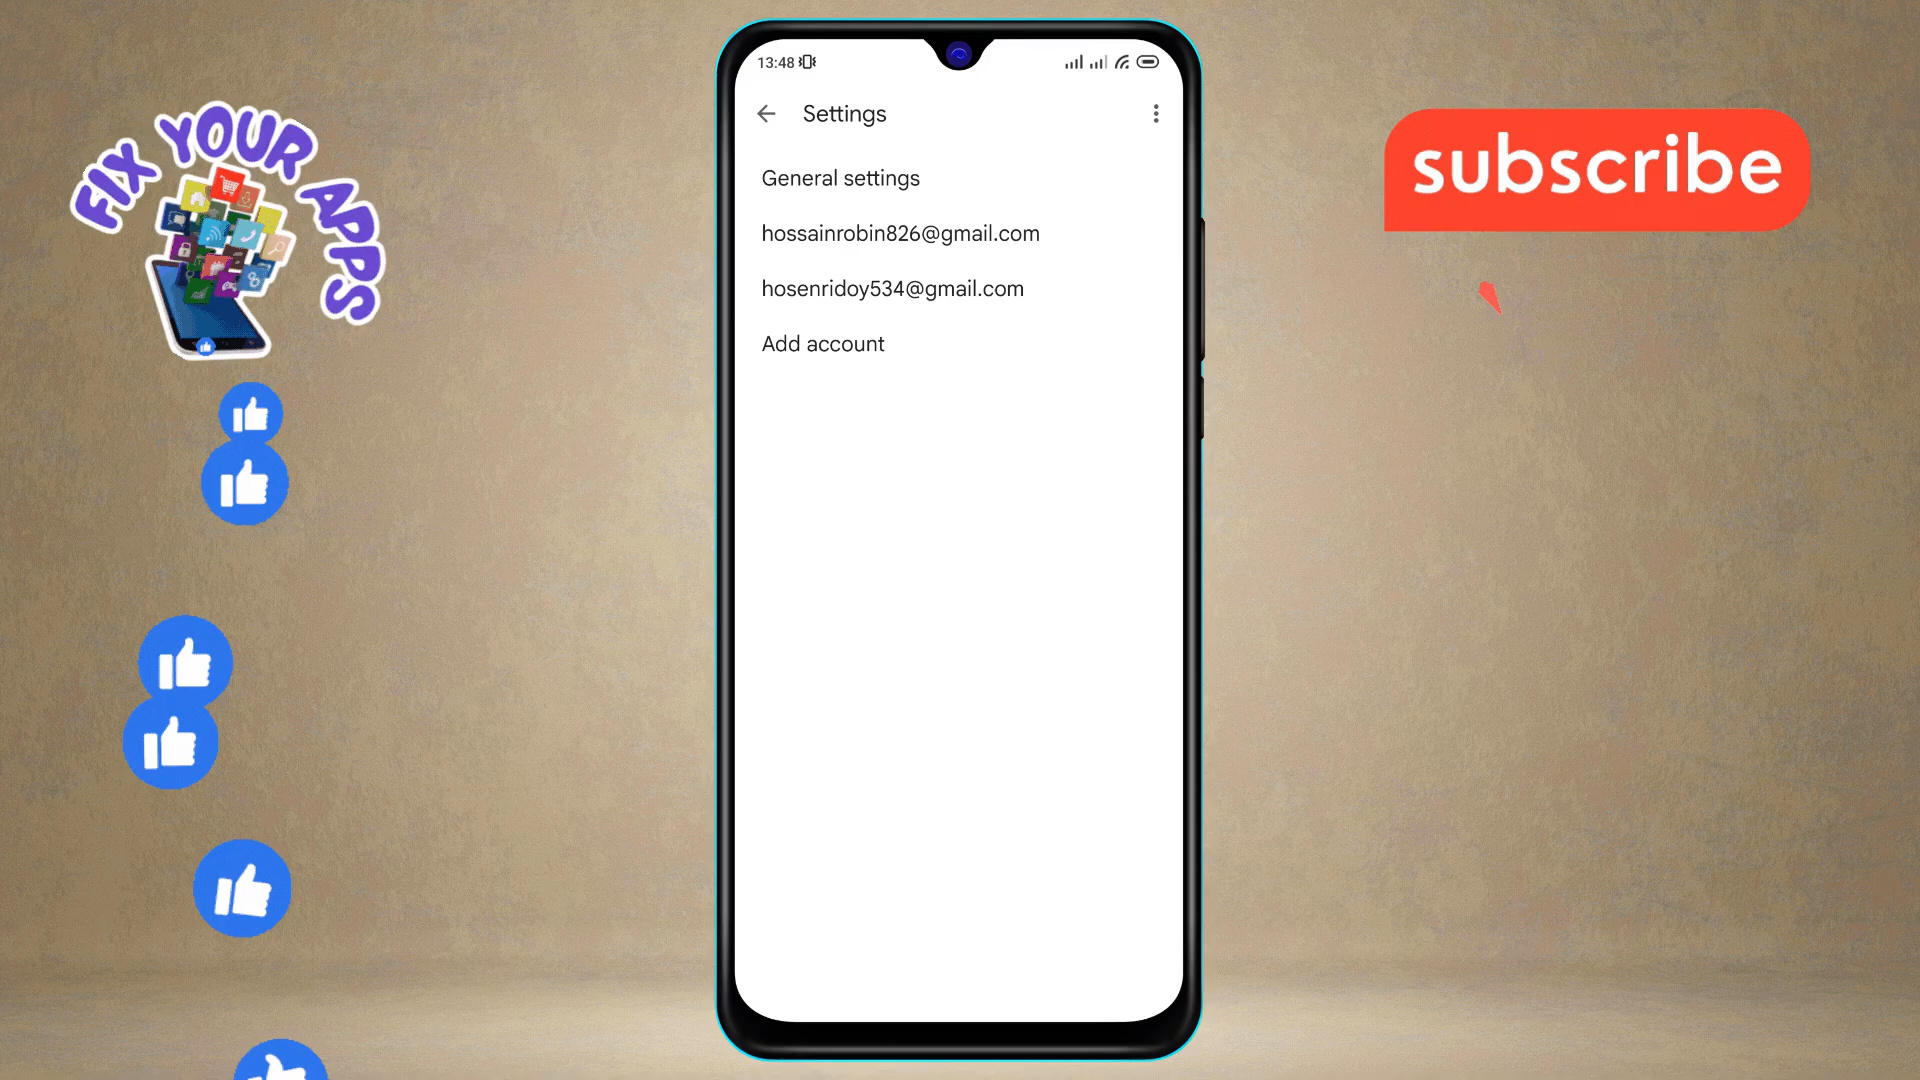 FIX YOUR APPS
13:48
Settings
General settings
hossainrobin826@gmail.com
hosenridoy534@gmail.com
Add account
subscribe